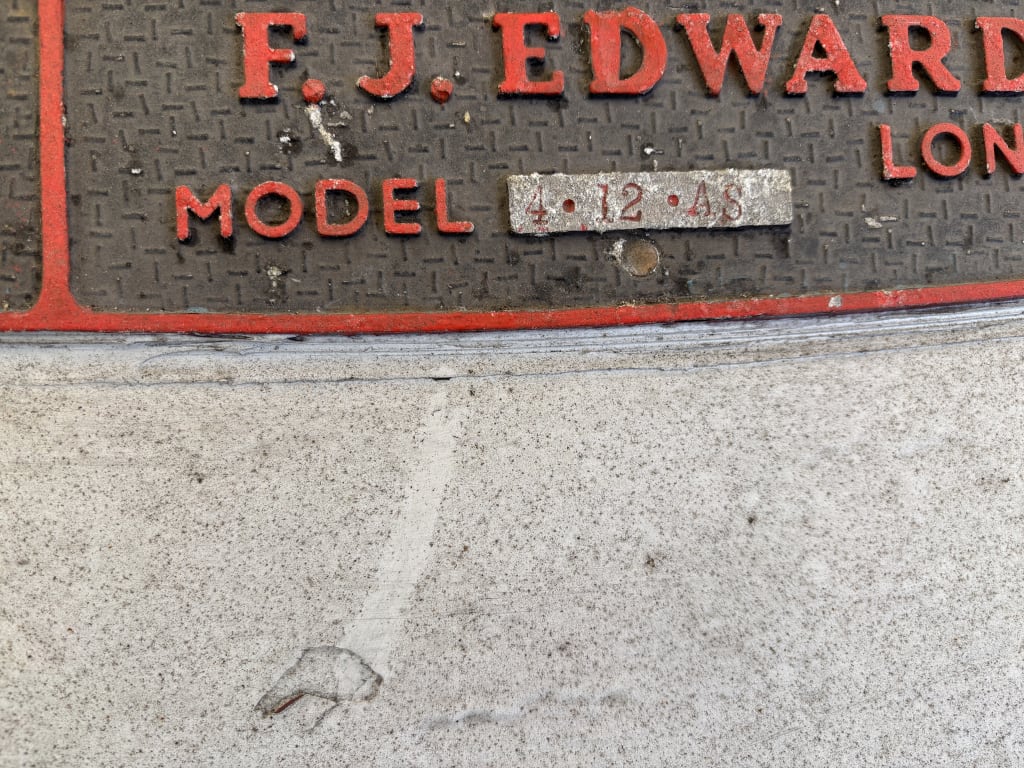 F. J. EDWARD
LON
MODEL 4·12·AS